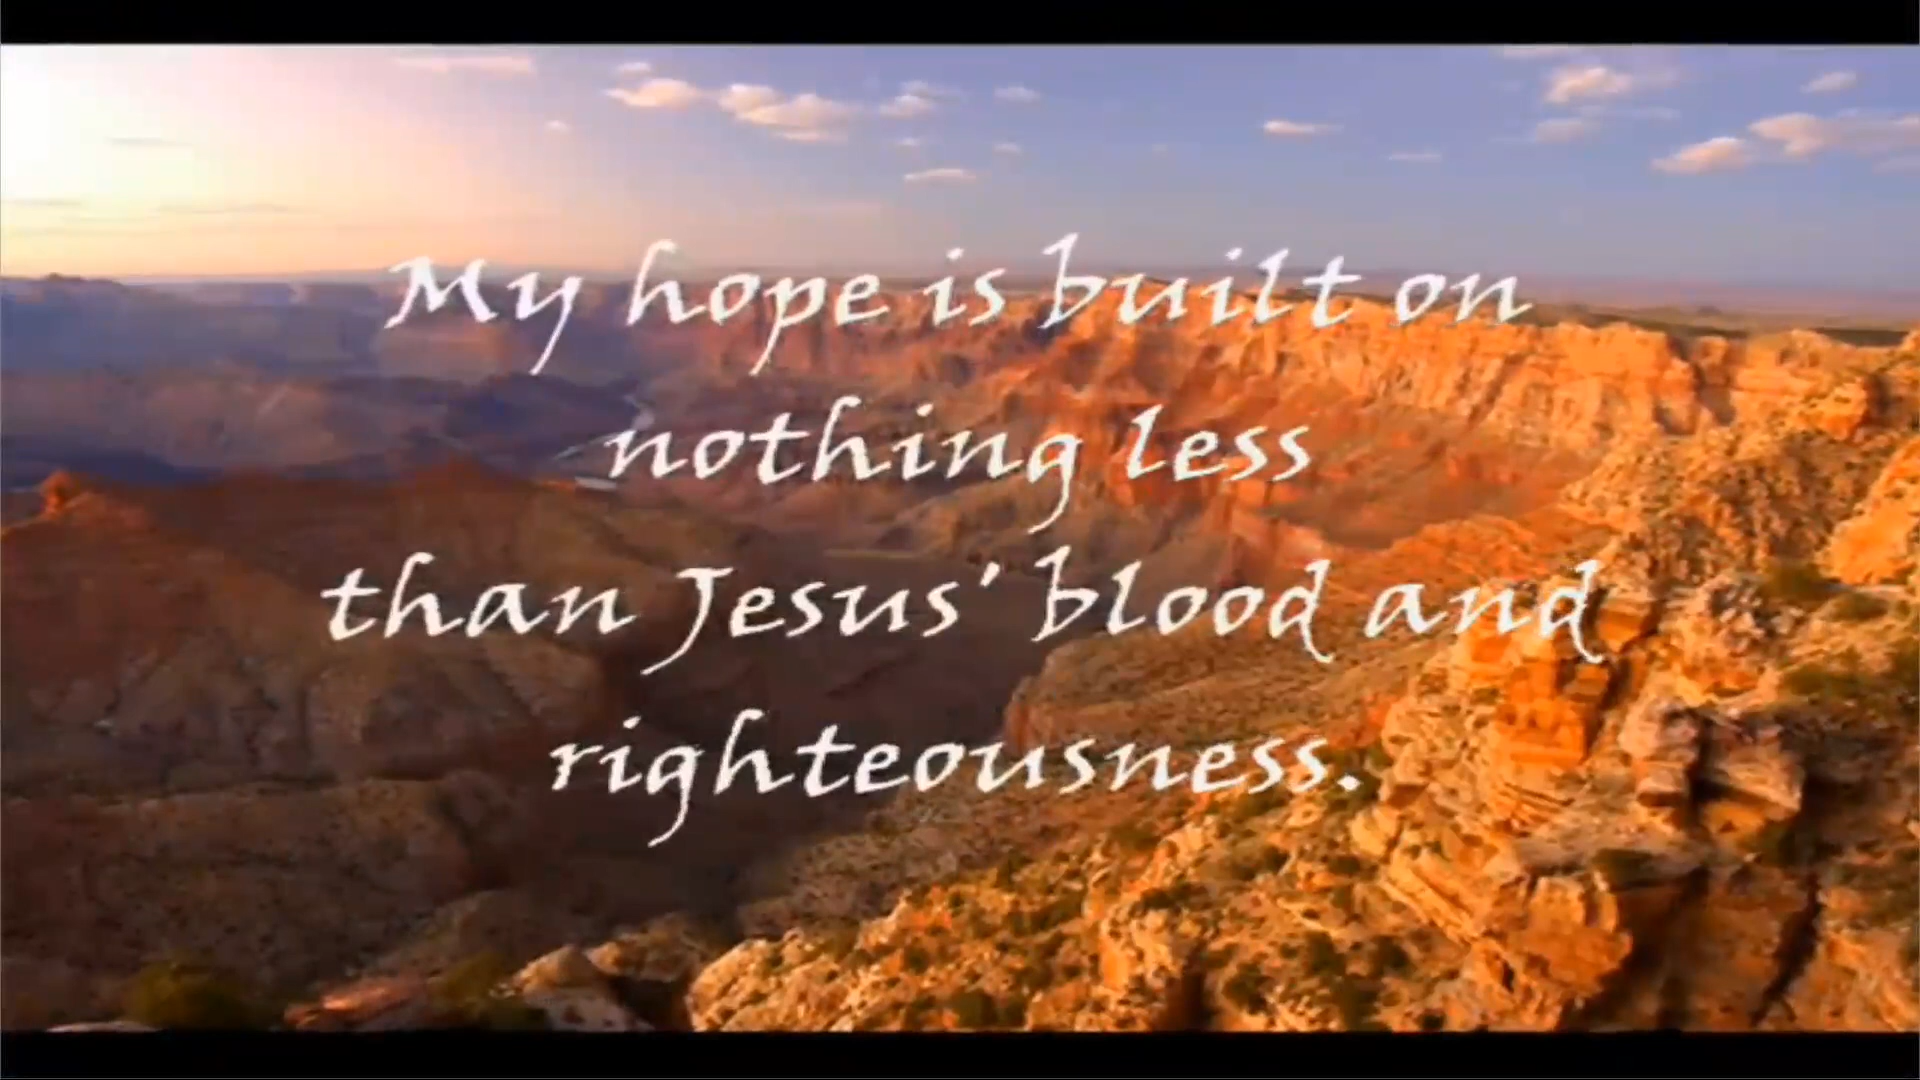 My hope is built on
nothing less
than Jesus' blood and
righteousness.